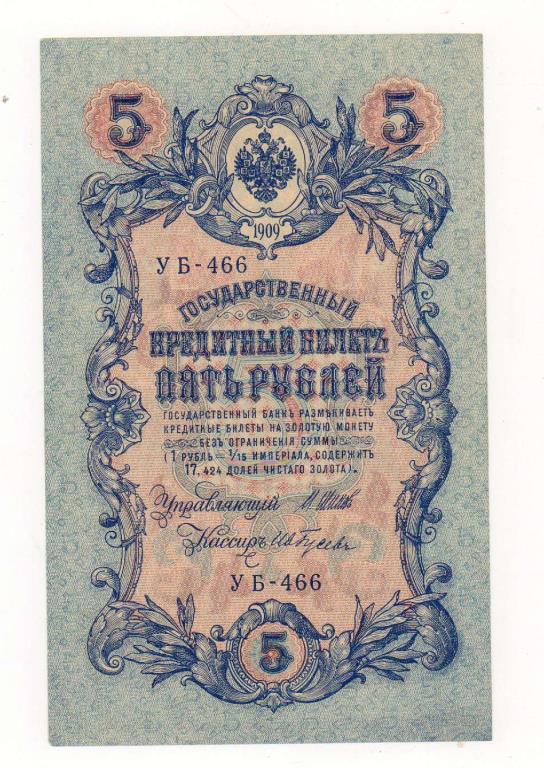 5 5
1909
УБ-466
ГОСУДАРСТВЕННЫЙ
КРЕДИТНЫЙ БИЛЕТЪ
ПЯТЬ РУБЛЕЙ
ГОСУДАРСТВЕННЫЙ БАНКЪ РАЗМѢНИВАЕТЪ
КРЕДИТНЫЕ БИЛЕТЫ НА ЗОЛОТУЮ МОНЕТУ
БЕЗЪ ОГРАНИЧЕНІЯ СУММЫ
(1 РУБЛЬ = 1/15 ИМПЕРІАЛА, СОДЕРЖИТЪ
17,424 ДОЛЕЙ ЧИСТАГО ЗОЛОТА).
Управляющій И. Шиповъ
Кассиръ
УБ-466
5